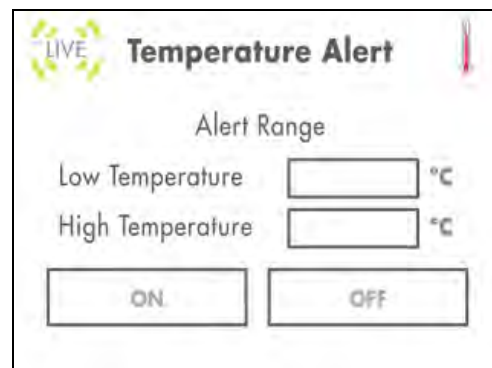 LIVE Temperature Alert
Alert Range
Low Temperature °C
High Temperature °C
ON OFF